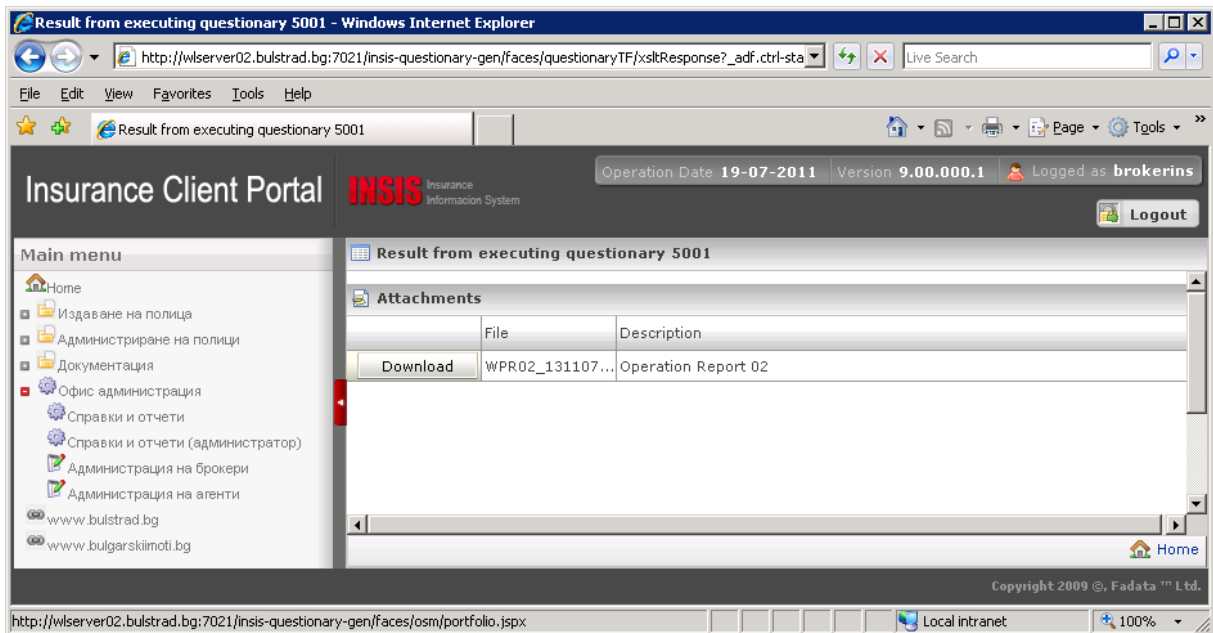 Result from executing questionary 5001 - Windows Internet Explorer
http://wlserver02.bulstrad.bg:7021/insis-questionary-gen/faces/questionaryTF/xsltResponse?_adf.ctrl-sta
Live Search
File Edit View Favorites Tools Help
Result from executing questionary 5001
Page Tools
Insurance Client Portal
INSIS Insurance Informacion System
Operation Date 19-07-2011 Version 9.00.000.1 Logged as brokerins
Logout
Main menu
Result from executing questionary 5001
Home
Издаване на полица
Администриране на полици
Документация
Офис администрация
Справки и отчети
Справки и отчети (администратор)
Администрация на брокери
Администрация на агенти
www.bulstrad.bg
www.bulgarskiimoti.bg
Attachments
File Description
Download WPR02_131107... Operation Report 02
Home
Copyright 2009 ©, Fadata ™ Ltd.
http://wlserver02.bulstrad.bg:7021/insis-questionary-gen/faces/osm/portfolio.jspx
Local intranet
100%